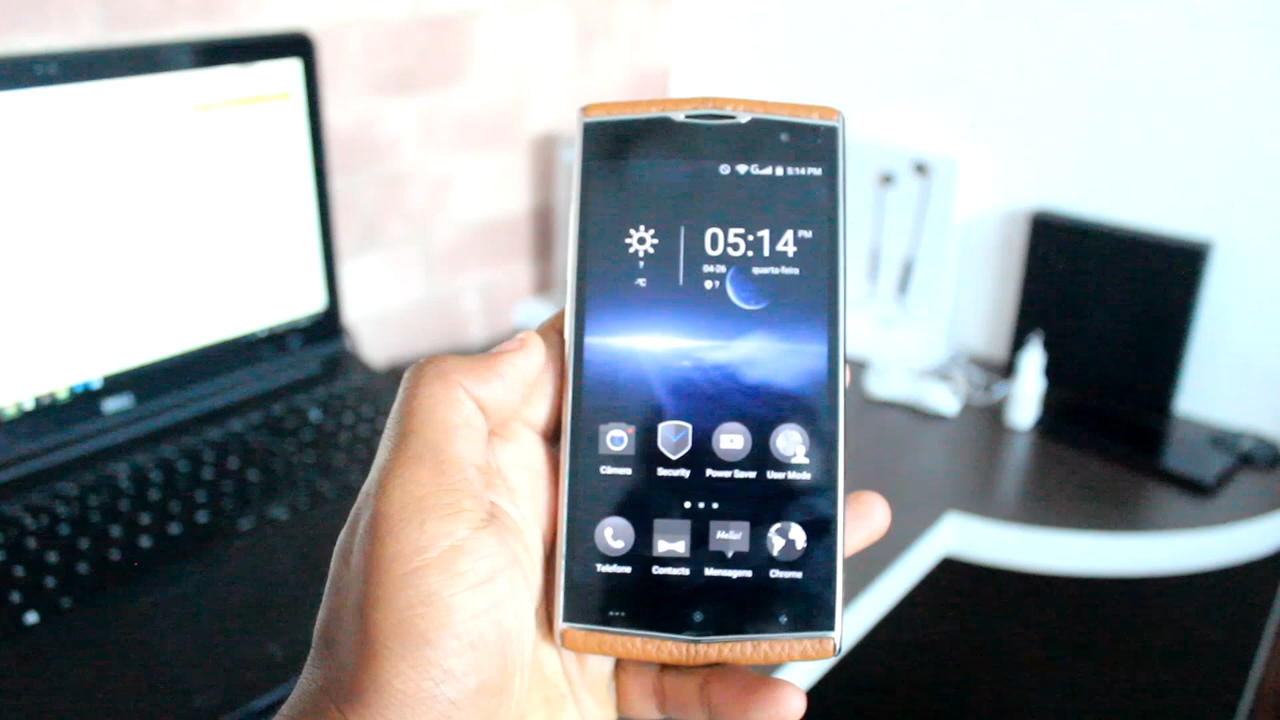 G 5:14 PM
05:14 PM
04-26 quarta-feira
?
?
°C
Câmera Security Power Saver User Mode
Hello!
Telefone Contacts Mensagens Chrome